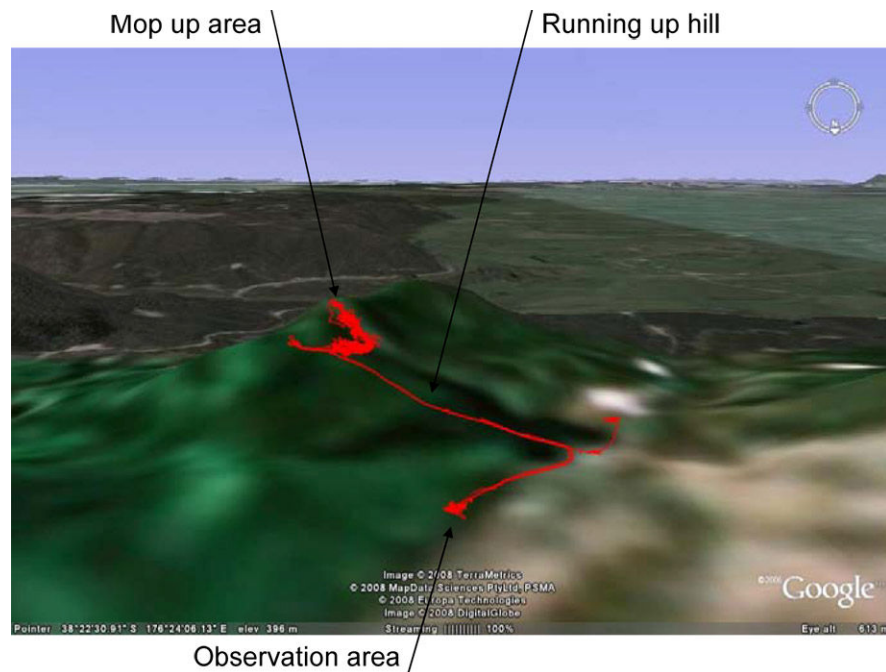 Mop up area
Running up hill
N
Image © 2008 TerraMetrics
© 2008 MapData Sciences PtyLtd, PSMA
© 2008 Europa Technologies
Image © 2008 DigitalGlobe
©2008 Google
Pointer 38°22'30.91" S 176°24'06.13" E elev 396 m
Streaming |||||||||| 100%
Eye alt 613 m
Observation area